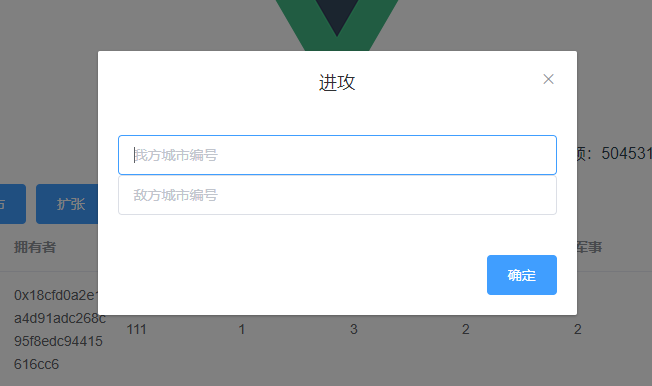 进攻
我方城市编号
敌方城市编号
确定
额：504531
市
扩张
拥有者
军事
0x18cfd0a2e1
a4d91adc268c
95f8edc94415
616cc6
111
1
3
2
2